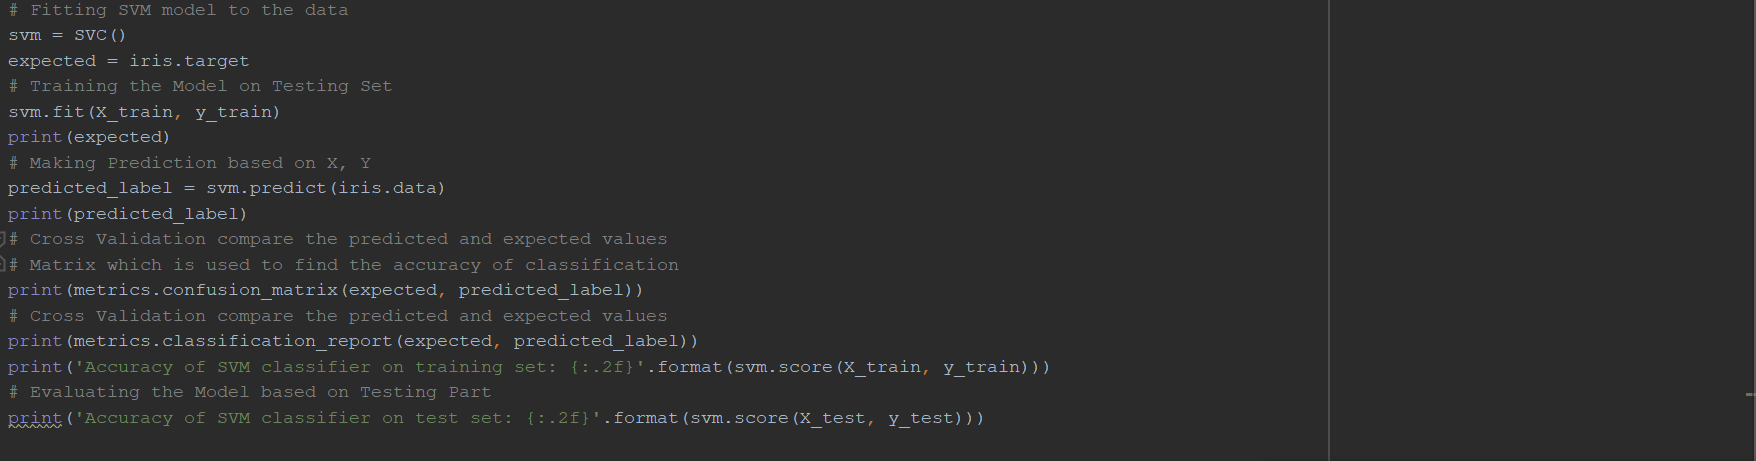 # Fitting SVM model to the data
svm = SVC()
expected = iris.target
# Training the Model on Testing Set
svm.fit(X_train, y_train)
print(expected)
# Making Prediction based on X, Y
predicted_label = svm.predict(iris.data)
print(predicted_label)
# Cross Validation compare the predicted and expected values
# Matrix which is used to find the accuracy of classification
print(metrics.confusion_matrix(expected, predicted_label))
# Cross Validation compare the predicted and expected values
print(metrics.classification_report(expected, predicted_label))
print('Accuracy of SVM classifier on training set: {:.2f}'.format(svm.score(X_train, y_train)))
# Evaluating the Model based on Testing Part
print('Accuracy of SVM classifier on test set: {:.2f}'.format(svm.score(X_test, y_test)))